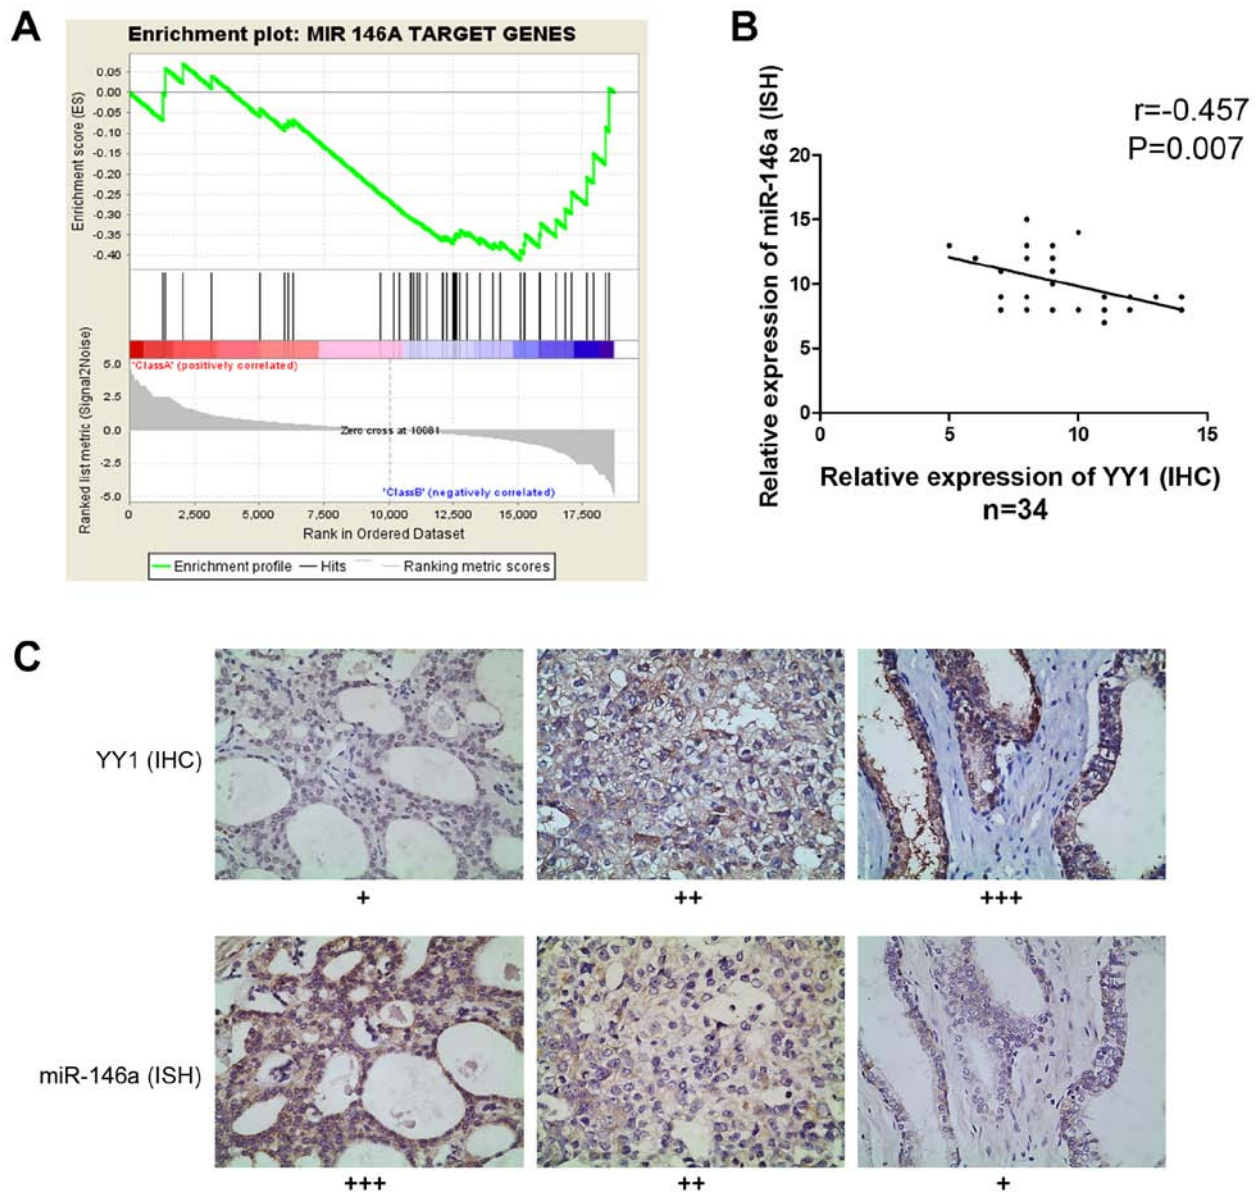 A
Enrichment plot: MIR 146A TARGET GENES
Enrichment score (ES)
0.05
0.00
-0.05
-0.10
-0.15
-0.20
-0.25
-0.30
-0.35
-0.40
'ClassA' (positively correlated)
Ranked list metric (Signal2Noise)
5.0
2.5
0.0
-2.5
-5.0
Zero cross at 10081
'ClassB' (negatively correlated)
0 2,500 5,000 7,500 10,000 12,500 15,000 17,500
Rank in Ordered Dataset
Enrichment profile Hits Ranking metric scores
B
r=-0.457
P=0.007
Relative expression of miR-146a (ISH)
20
15
10
5
0
0 5 10 15
Relative expression of YY1 (IHC)
n=34
C
YY1 (IHC)
+ ++ +++
miR-146a (ISH)
+++ ++ +